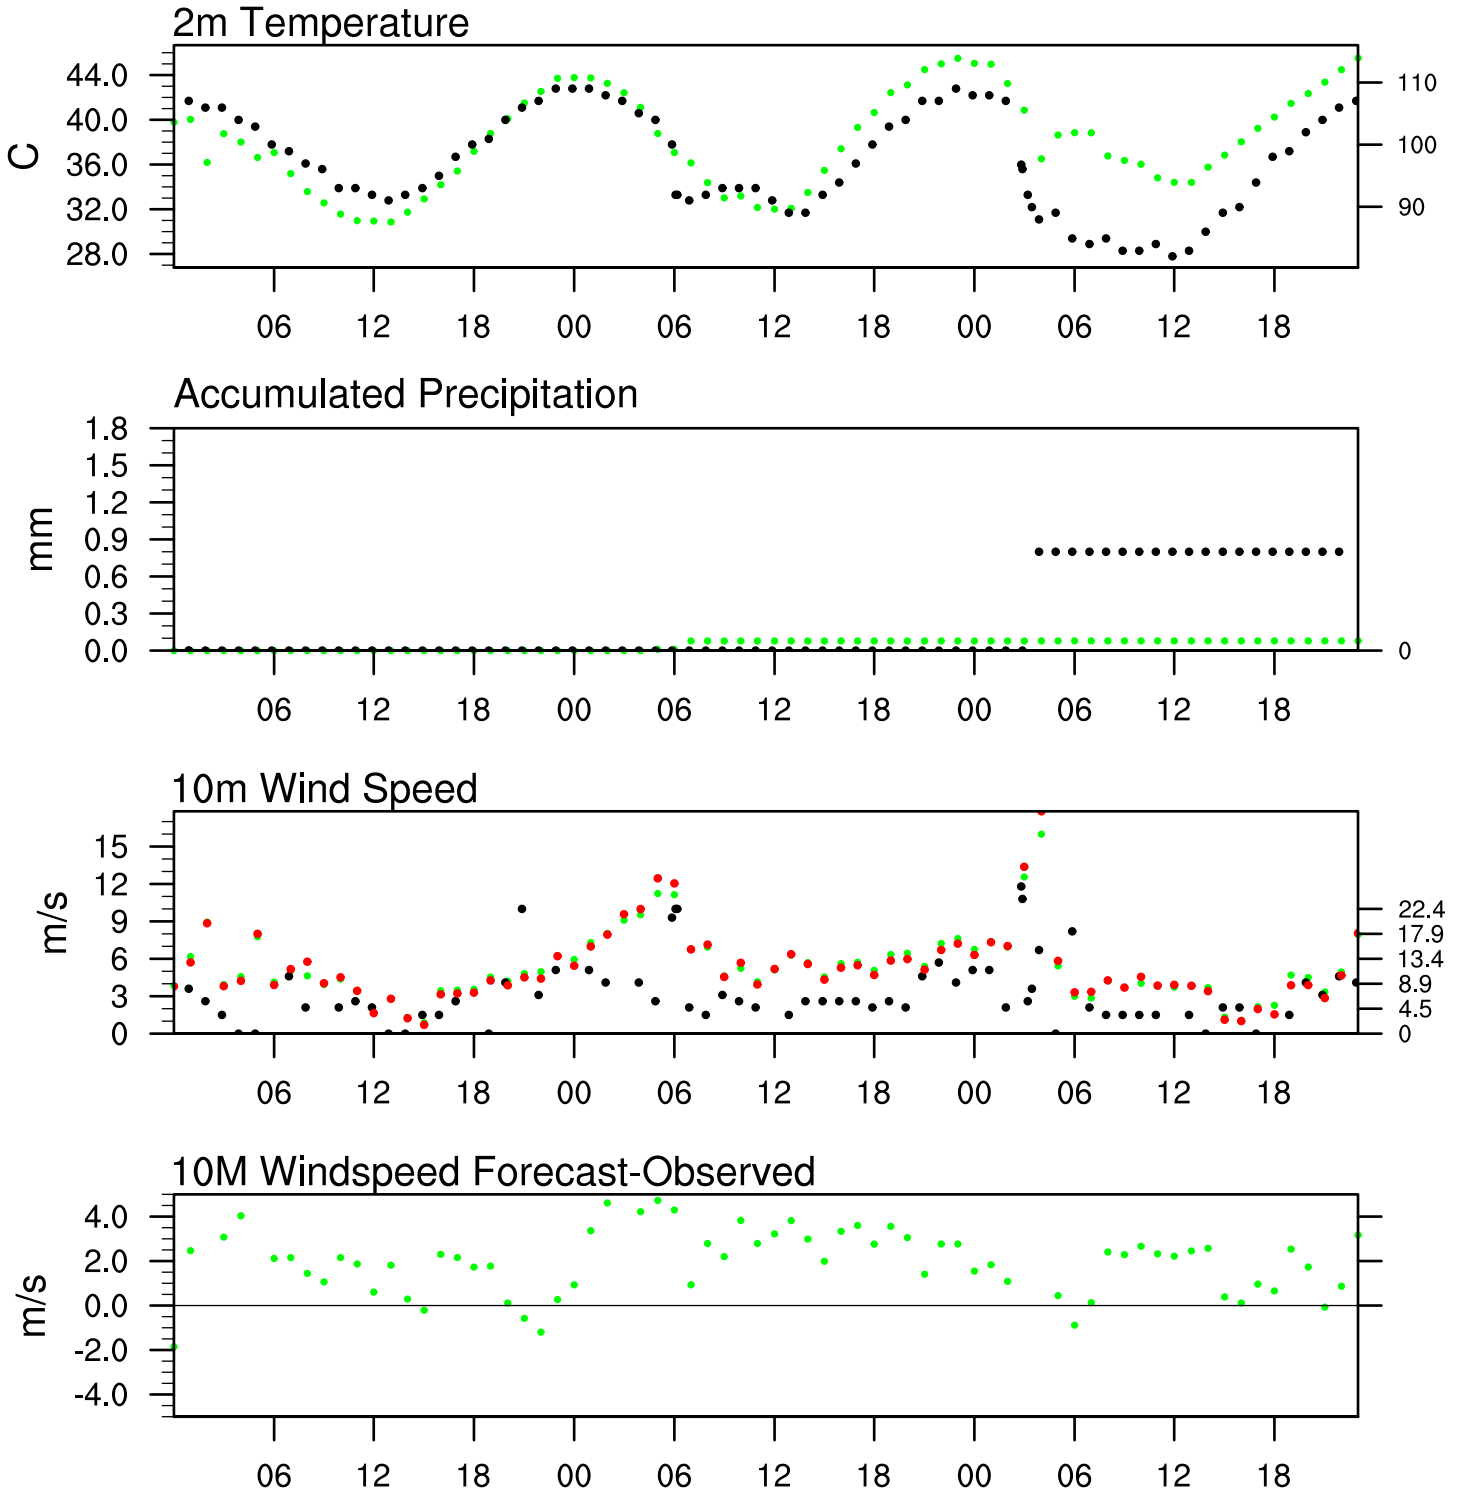 2m Temperature
44.0
40.0
36.0
32.0
28.0
C
110
100
90
06 12 18 00 06 12 18 00 06 12 18
Accumulated Precipitation
1.8
1.5
1.2
0.9
0.6
0.3
0.0
mm
0
06 12 18 00 06 12 18 00 06 12 18
10m Wind Speed
15
12
9
6
3
0
m/s
22.4
17.9
13.4
8.9
4.5
0
06 12 18 00 06 12 18 00 06 12 18
10M Windspeed Forecast-Observed
4.0
2.0
0.0
-2.0
-4.0
m/s
06 12 18 00 06 12 18 00 06 12 18